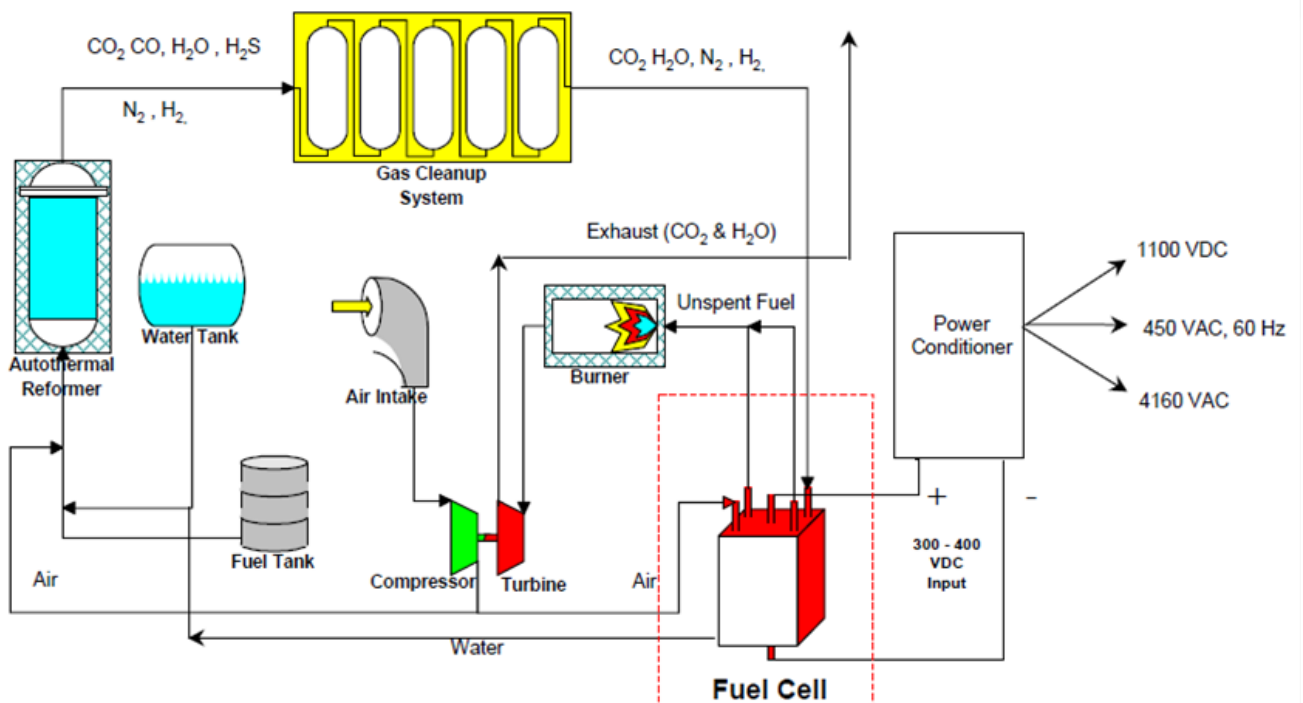 CO₂ CO, H₂O , H₂S
N₂ , H₂,
CO₂ H₂O, N₂ , H₂,
Gas Cleanup
System
Exhaust (CO₂ & H₂O)
Water Tank
Autothermal
Reformer
Air Intake
Unspent Fuel
Burner
Power
Conditioner
1100 VDC
450 VAC, 60 Hz
4160 VAC
Fuel Tank
Compressor
Turbine
Air
Air
+
-
300 - 400
VDC
Input
Water
Fuel Cell